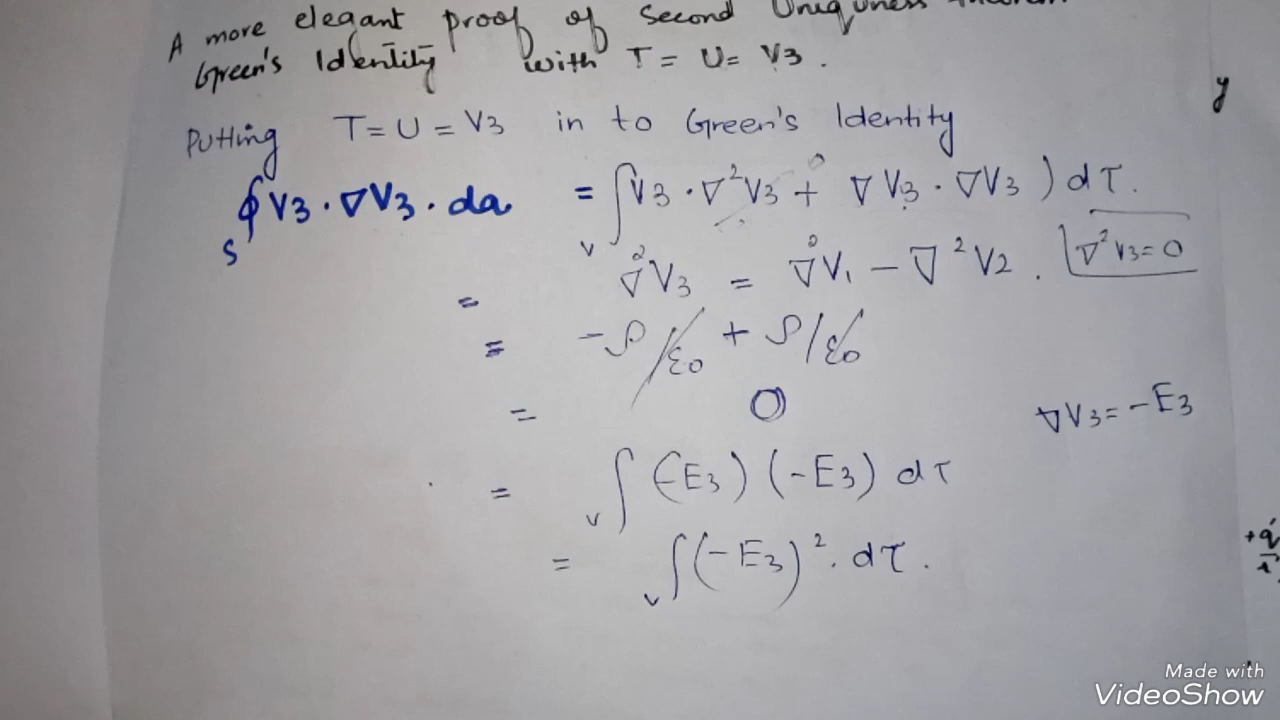 A more elegant proof of Second Uniquness
Green's Identity with T = U = V3 .
Putting T = U = V3 in to Green's Identity
y
∮S V3 . ∇V3 . da = ∫V V3 . ∇²V3 + ∇V3 . ∇V3 ) dτ.
= ∇²V3 = ∇²V1 − ∇²V2 . ∇²V3 = 0
= −ρ/ε0 + ρ/ε0
= 0 ∇V3 = −E3
= ∫V (−E3) (−E3) dτ
= ∫V (−E3)² . dτ .
+q
Made with
VideoShow